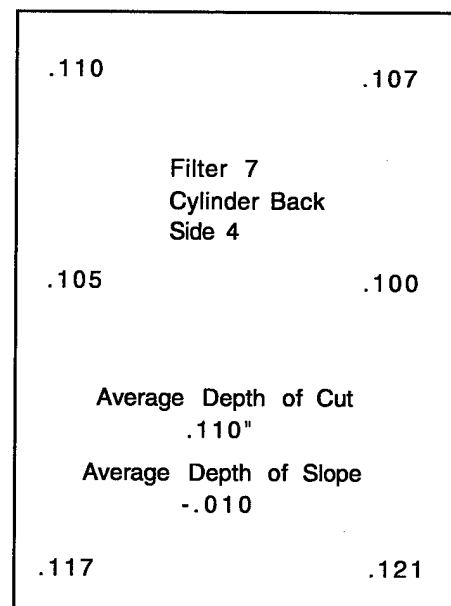 .110 .107
Filter 7
Cylinder Back
Side 4
.105 .100
Average Depth of Cut
.110"
Average Depth of Slope
-.010
.117 .121